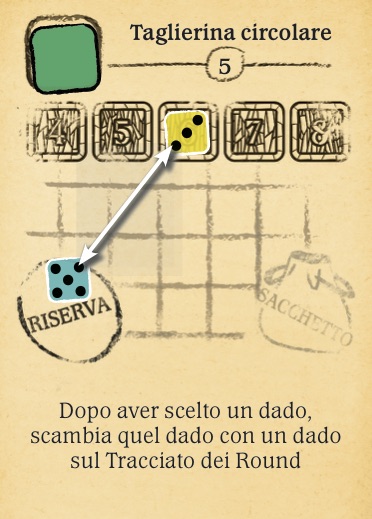 Taglierina circolare
5
4 5 7 8
RISERVA
SACCHETTO
Dopo aver scelto un dado,
scambia quel dado con un dado
sul Tracciato dei Round